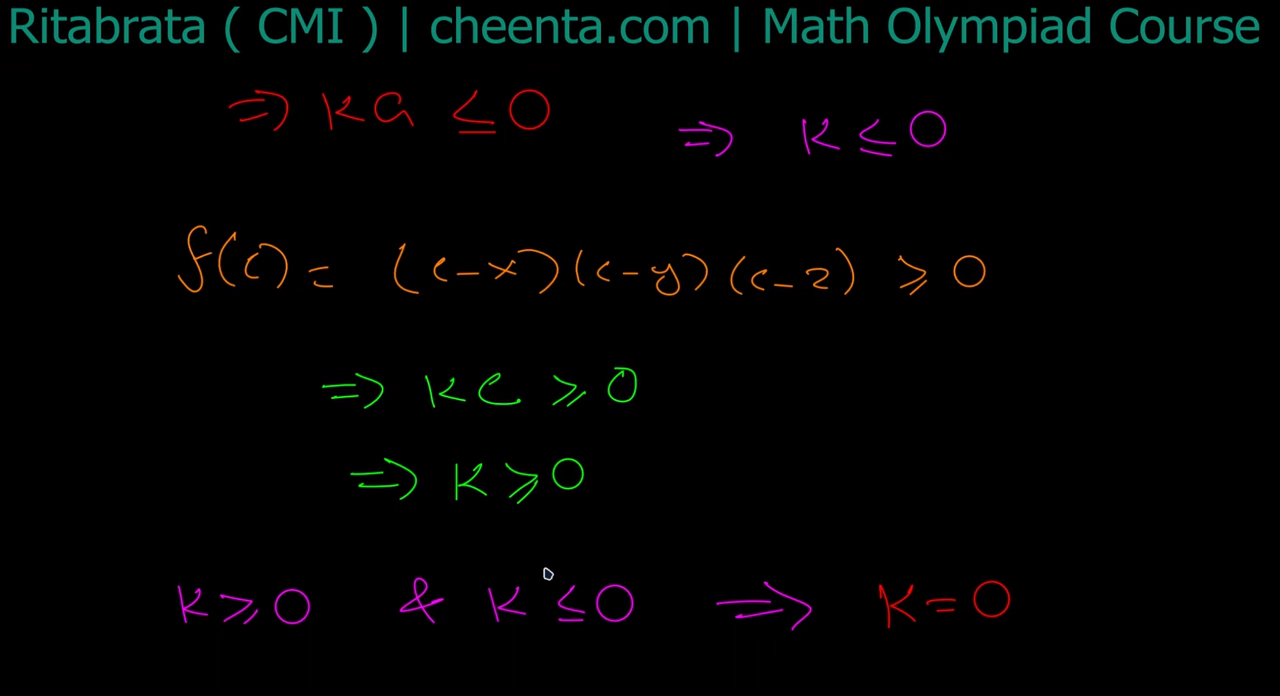 Ritabrata ( CMI ) | cheenta.com | Math Olympiad Course
⇒ ka ≤ 0 ⇒ k ≤ 0
f(c) = (c-x)(c-y)(c-z) ≥ 0
⇒ kc ≥ 0
⇒ k ≥ 0
k ≥ 0 & k ≤ 0 ⇒ k = 0